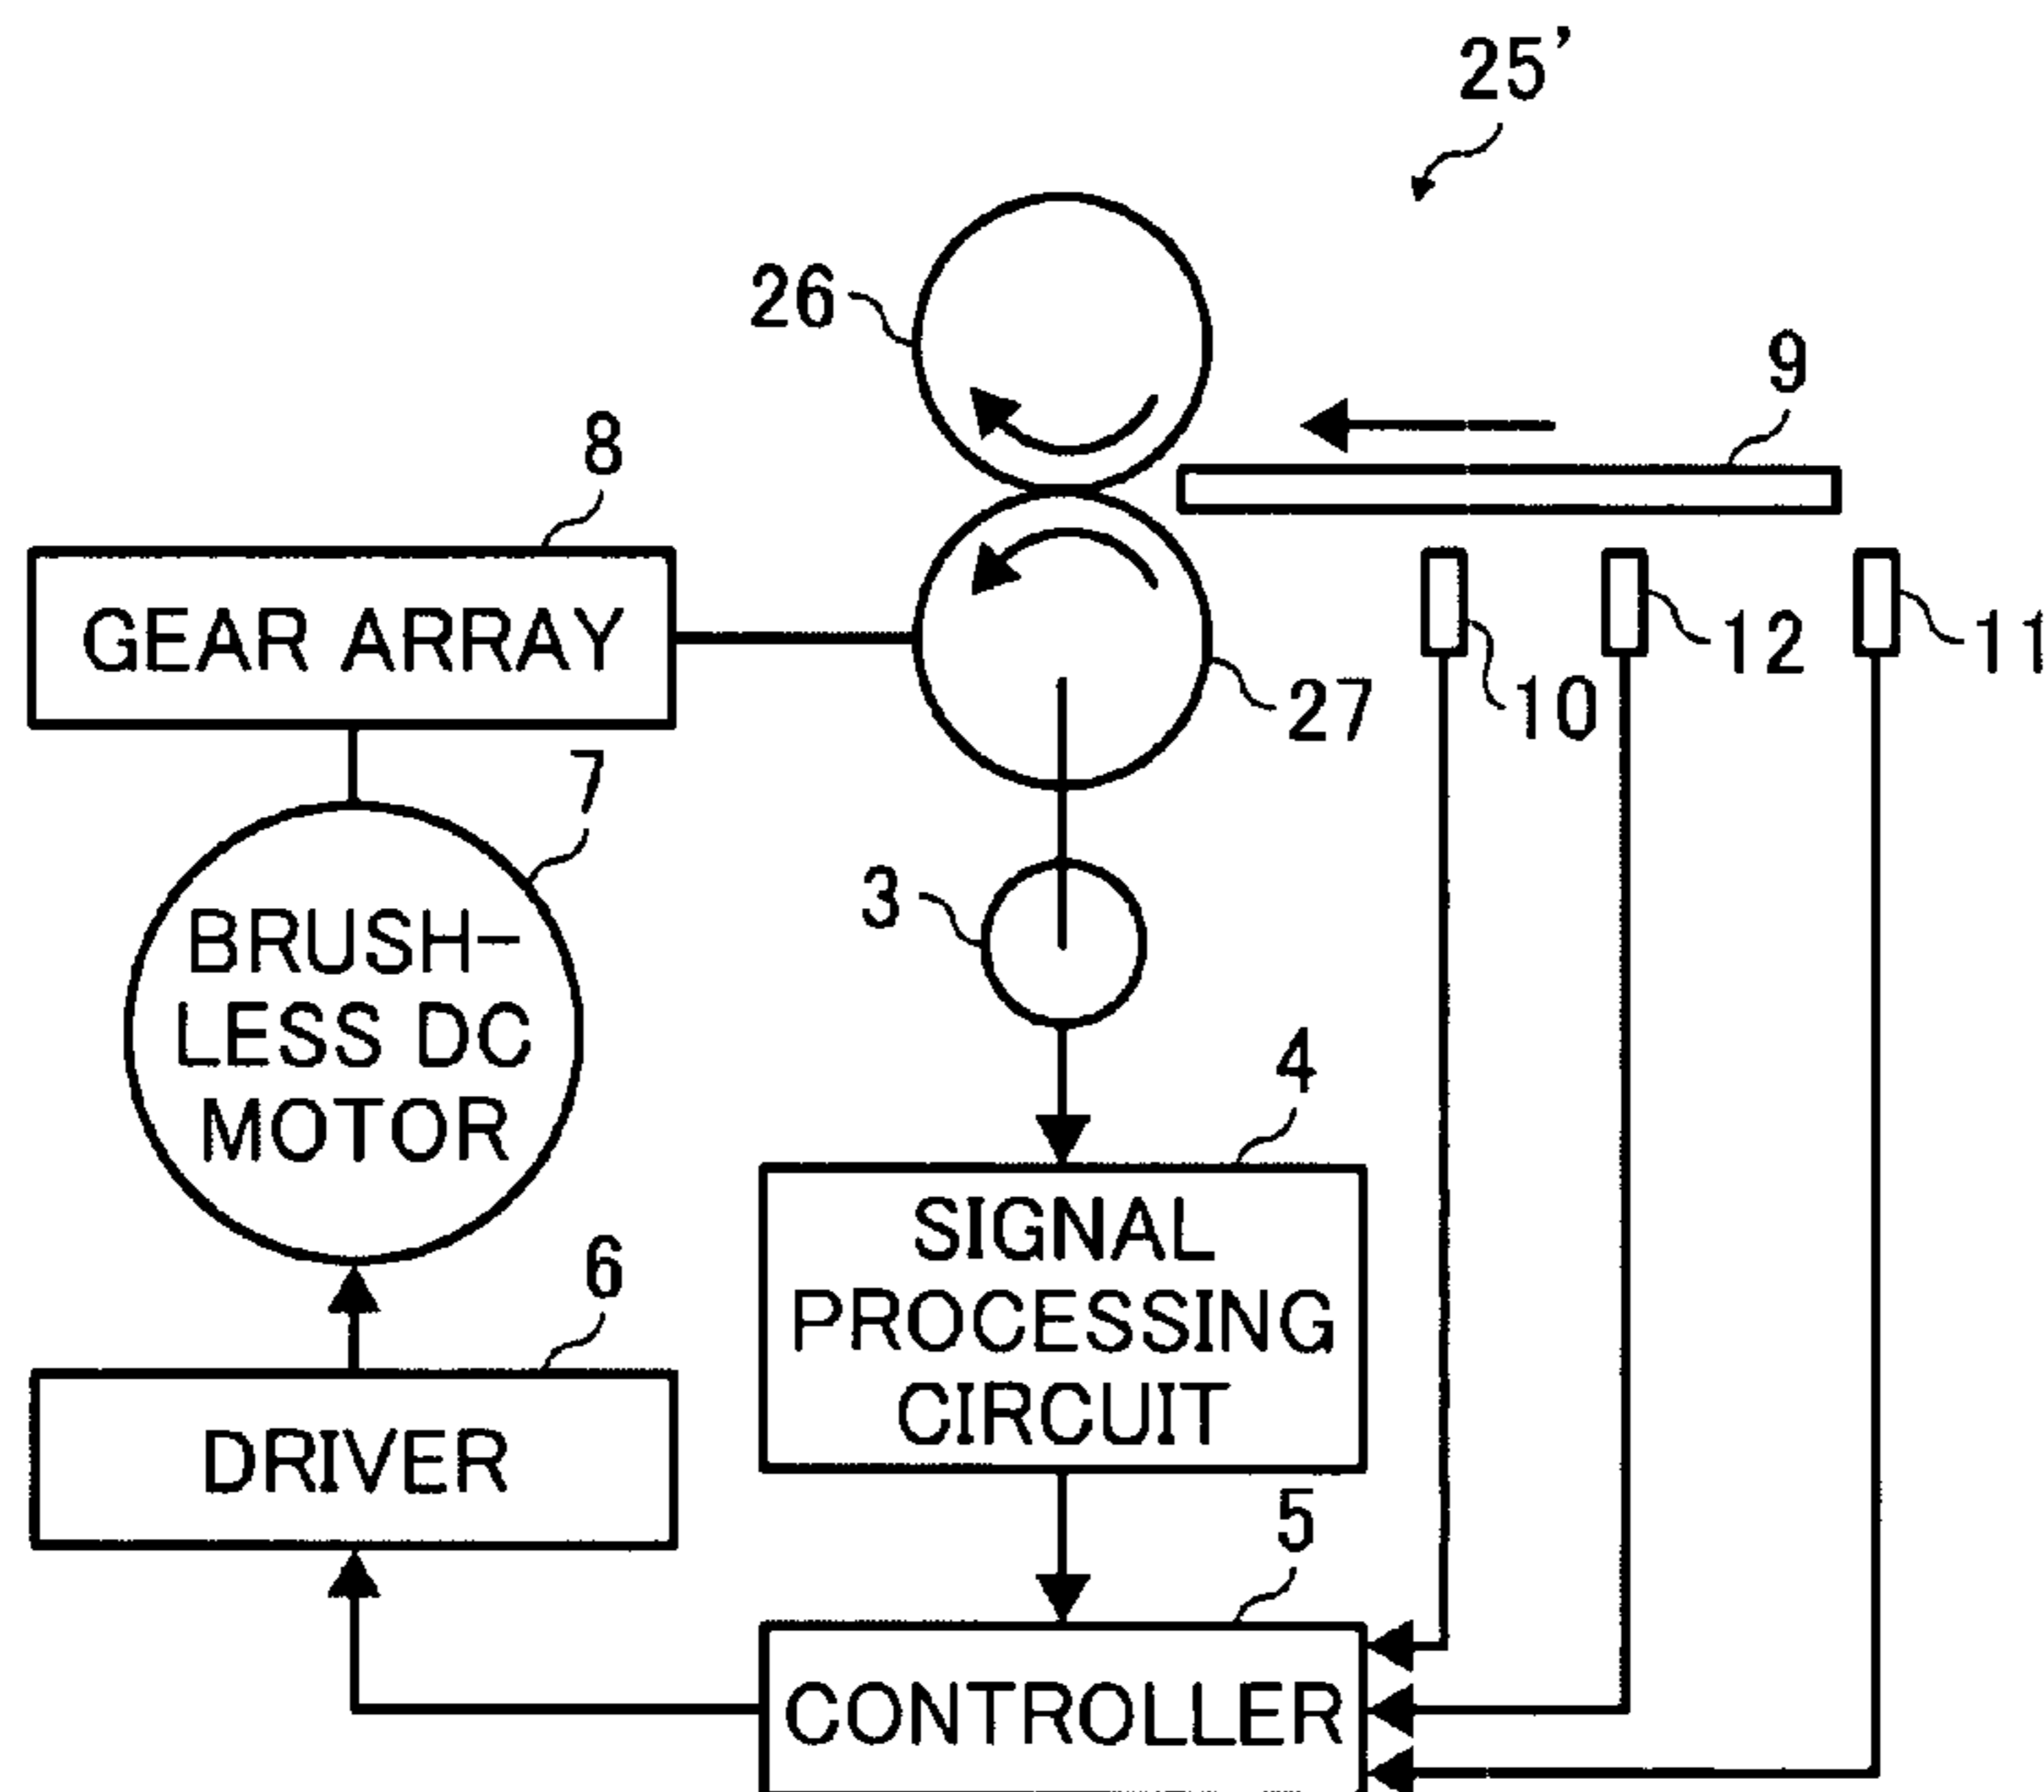 25'
26
9
8
GEAR ARRAY
12
11
10
27
7
BRUSH-
LESS DC
MOTOR
3
4
SIGNAL
PROCESSING
CIRCUIT
6
DRIVER
5
CONTROLLER